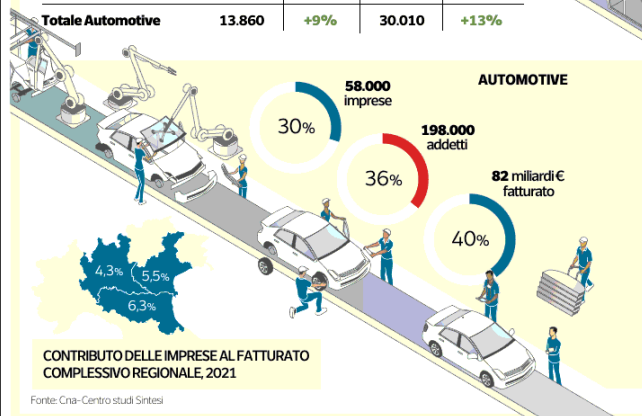 Totale Automotive 13.860 +9% 30.010 +13%
AUTOMOTIVE
58.000
imprese
30%
198.000
addetti
36%
82 miliardi €
fatturato
40%
4,3%
5,5%
6,3%
CONTRIBUTO DELLE IMPRESE AL FATTURATO
COMPLESSIVO REGIONALE, 2021
Fonte: Cna-Centro studi Sintesi